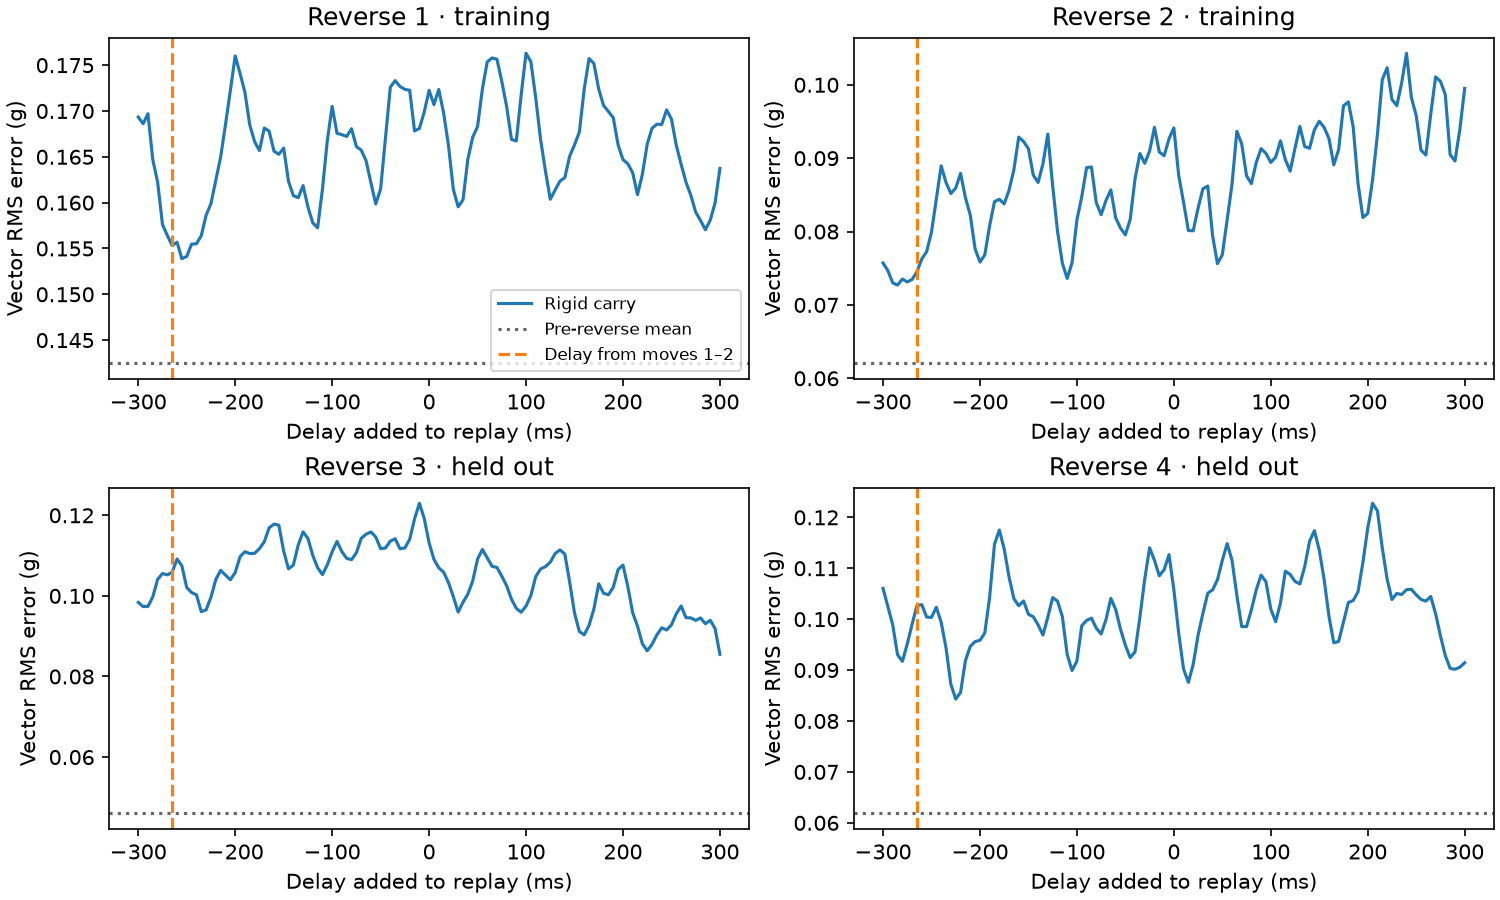 Reverse 1 · training
Vector RMS error (g)
0.175
0.170
0.165
0.160
0.155
0.150
0.145
Rigid carry
Pre-reverse mean
Delay from moves 1–2
−300 −200 −100 0 100 200 300
Delay added to replay (ms)
Reverse 2 · training
Vector RMS error (g)
0.10
0.09
0.08
0.07
0.06
−300 −200 −100 0 100 200 300
Delay added to replay (ms)
Reverse 3 · held out
Vector RMS error (g)
0.12
0.10
0.08
0.06
−300 −200 −100 0 100 200 300
Delay added to replay (ms)
Reverse 4 · held out
Vector RMS error (g)
0.12
0.11
0.10
0.09
0.08
0.07
0.06
−300 −200 −100 0 100 200 300
Delay added to replay (ms)